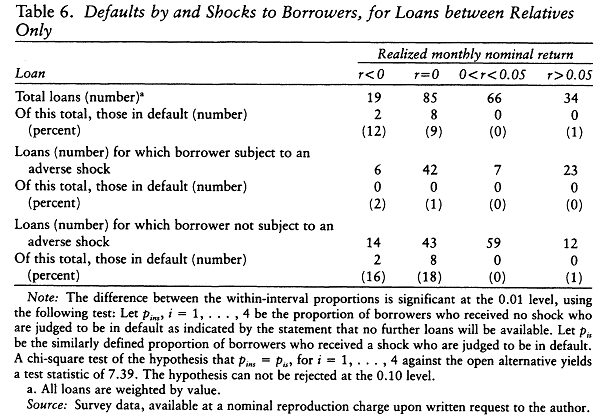 Table 6. Defaults by and Shocks to Borrowers, for Loans between Relatives
Only
Realized monthly nominal return
Loan r<0 r=0 0<r<0.05 r>0.05
Total loans (number)a 19 85 66 34
Of this total, those in default (number) 2 8 0 0
(percent) (12) (9) (0) (1)
Loans (number) for which borrower subject to an
adverse shock 6 42 7 23
Of this total, those in default (number) 0 0 0 0
(percent) (2) (1) (0) (0)
Loans (number) for which borrower not subject to an
adverse shock 14 43 59 12
Of this total, those in default (number) 2 8 0 0
(percent) (16) (18) (0) (1)
Note: The difference between the within-interval proportions is significant at the 0.01 level, using
the following test: Let pins, i = 1, . . . , 4 be the proportion of borrowers who received no shock who
are judged to be in default as indicated by the statement that no further loans will be available. Let pis
be the similarly defined proportion of borrowers who received a shock who are judged to be in default.
A chi-square test of the hypothesis that pins = pis, for i = 1, . . . , 4 against the open alternative yields
a test statistic of 7.39. The hypothesis can not be rejected at the 0.10 level.
a. All loans are weighted by value.
Source: Survey data, available at a nominal reproduction charge upon written request to the author.